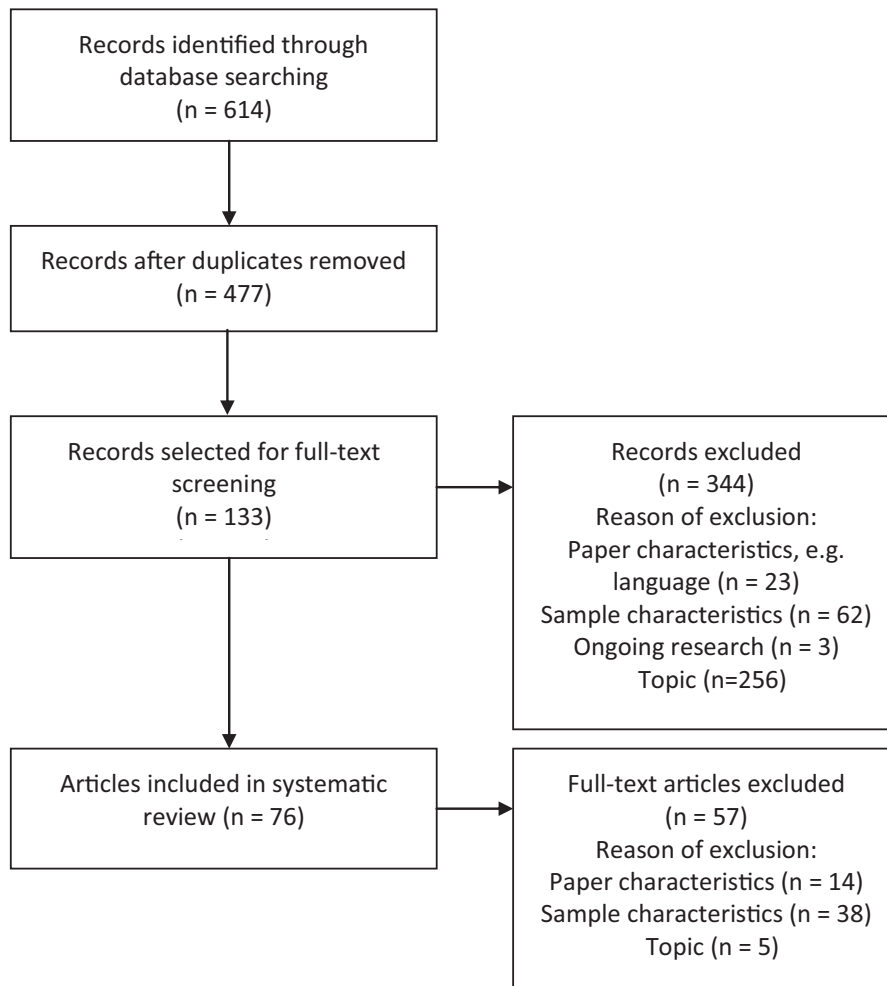 Records identified through
database searching
(n = 614)
Records after duplicates removed
(n = 477)
Records selected for full-text
screening
(n = 133)
Records excluded
(n = 344)
Reason of exclusion:
Paper characteristics, e.g.
language (n = 23)
Sample characteristics (n = 62)
Ongoing research (n = 3)
Topic (n=256)
Articles included in systematic
review (n = 76)
Full-text articles excluded
(n = 57)
Reason of exclusion:
Paper characteristics (n = 14)
Sample characteristics (n = 38)
Topic (n = 5)